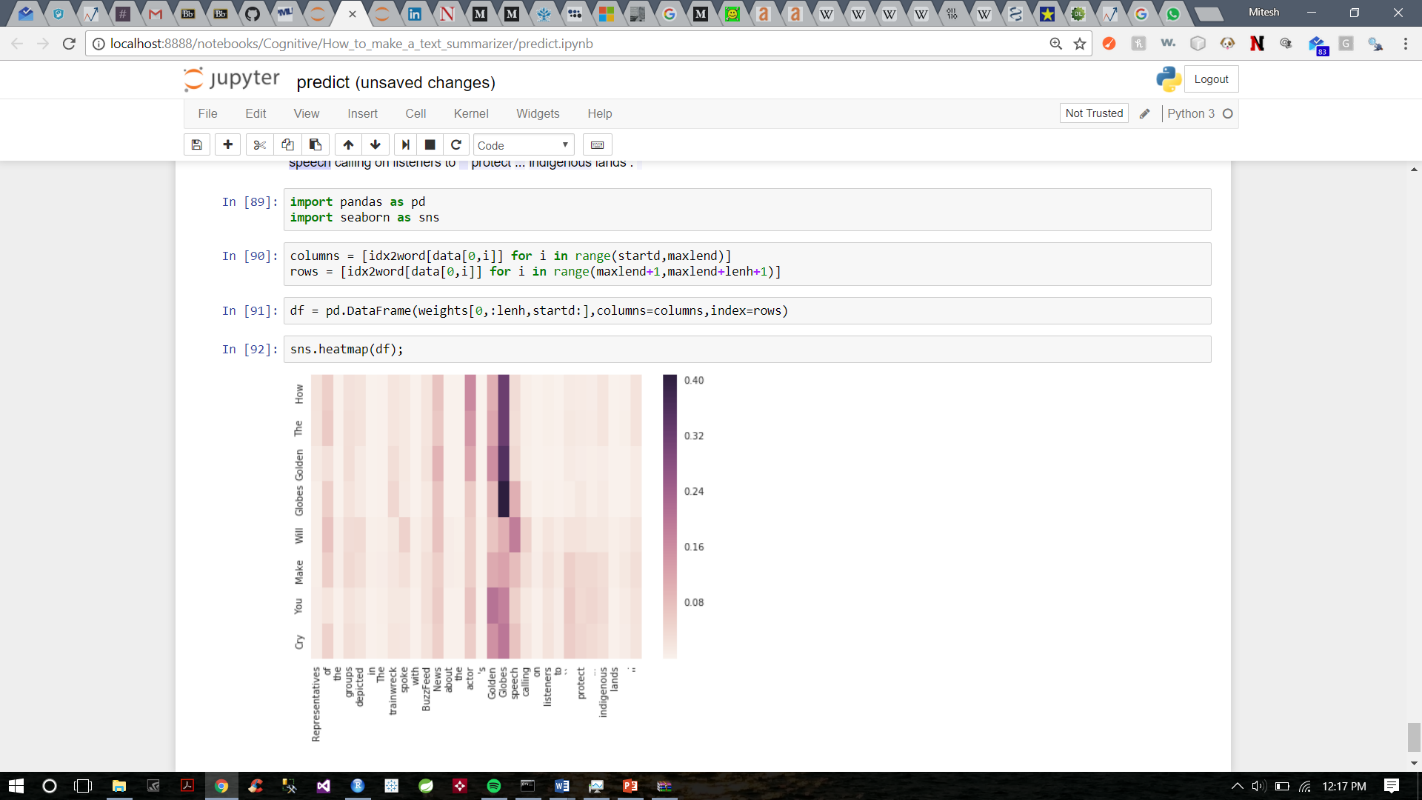 Mitesh
localhost:8888/notebooks/Cognitive/How_to_make_a_text_summarizer/predict.ipynb
83
jupyter predict (unsaved changes)
Logout
File Edit View Insert Cell Kernel Widgets Help
Not Trusted
Python 3
Code
speech calling on listeners to `` protect ... indigenous lands .
In [89]:
import pandas as pd
import seaborn as sns
In [90]:
columns = [idx2word[data[0,i]] for i in range(startd,maxlend)]
rows = [idx2word[data[0,i]] for i in range(maxlend+1,maxlend+lenh+1)]
In [91]:
df = pd.DataFrame(weights[0,:lenh,startd:],columns=columns,index=rows)
In [92]:
sns.heatmap(df);
How
The
Golden
Globes
Will
Make
You
Cry
0.40
0.32
0.24
0.16
0.08
Representatives
of
the
groups
depicted
in
The
trainwreck
spoke
with
BuzzFeed
News
about
the
actor
's
Golden
Globes
speech
calling
on
listeners
to
``
protect
...
indigenous
lands
.
''
12:17 PM